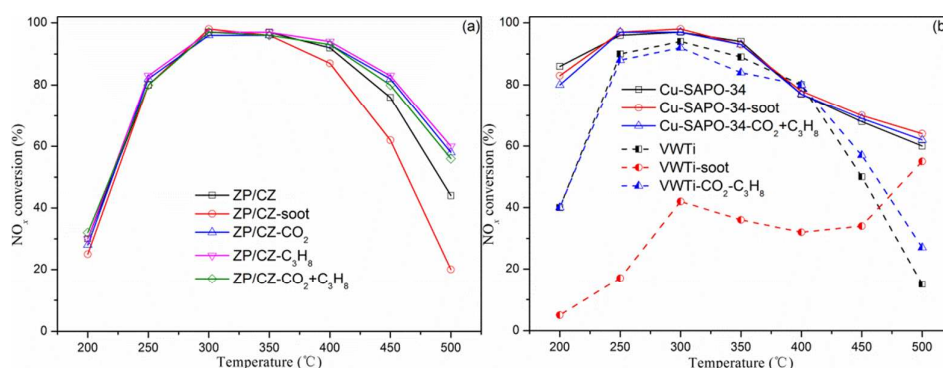 (a)
NOx conversion (%)
100
80
60
40
20
0
ZP/CZ
ZP/CZ-soot
ZP/CZ-CO2
ZP/CZ-C3H8
ZP/CZ-CO2+C3H8
200 250 300 350 400 450 500
Temperature (℃)
(b)
NOx conversion (%)
100
80
60
40
20
0
Cu-SAPO-34
Cu-SAPO-34-soot
Cu-SAPO-34-CO2+C3H8
VWTi
VWTi-soot
VWTi-CO2-C3H8
200 250 300 350 400 450 500
Temperature (℃)